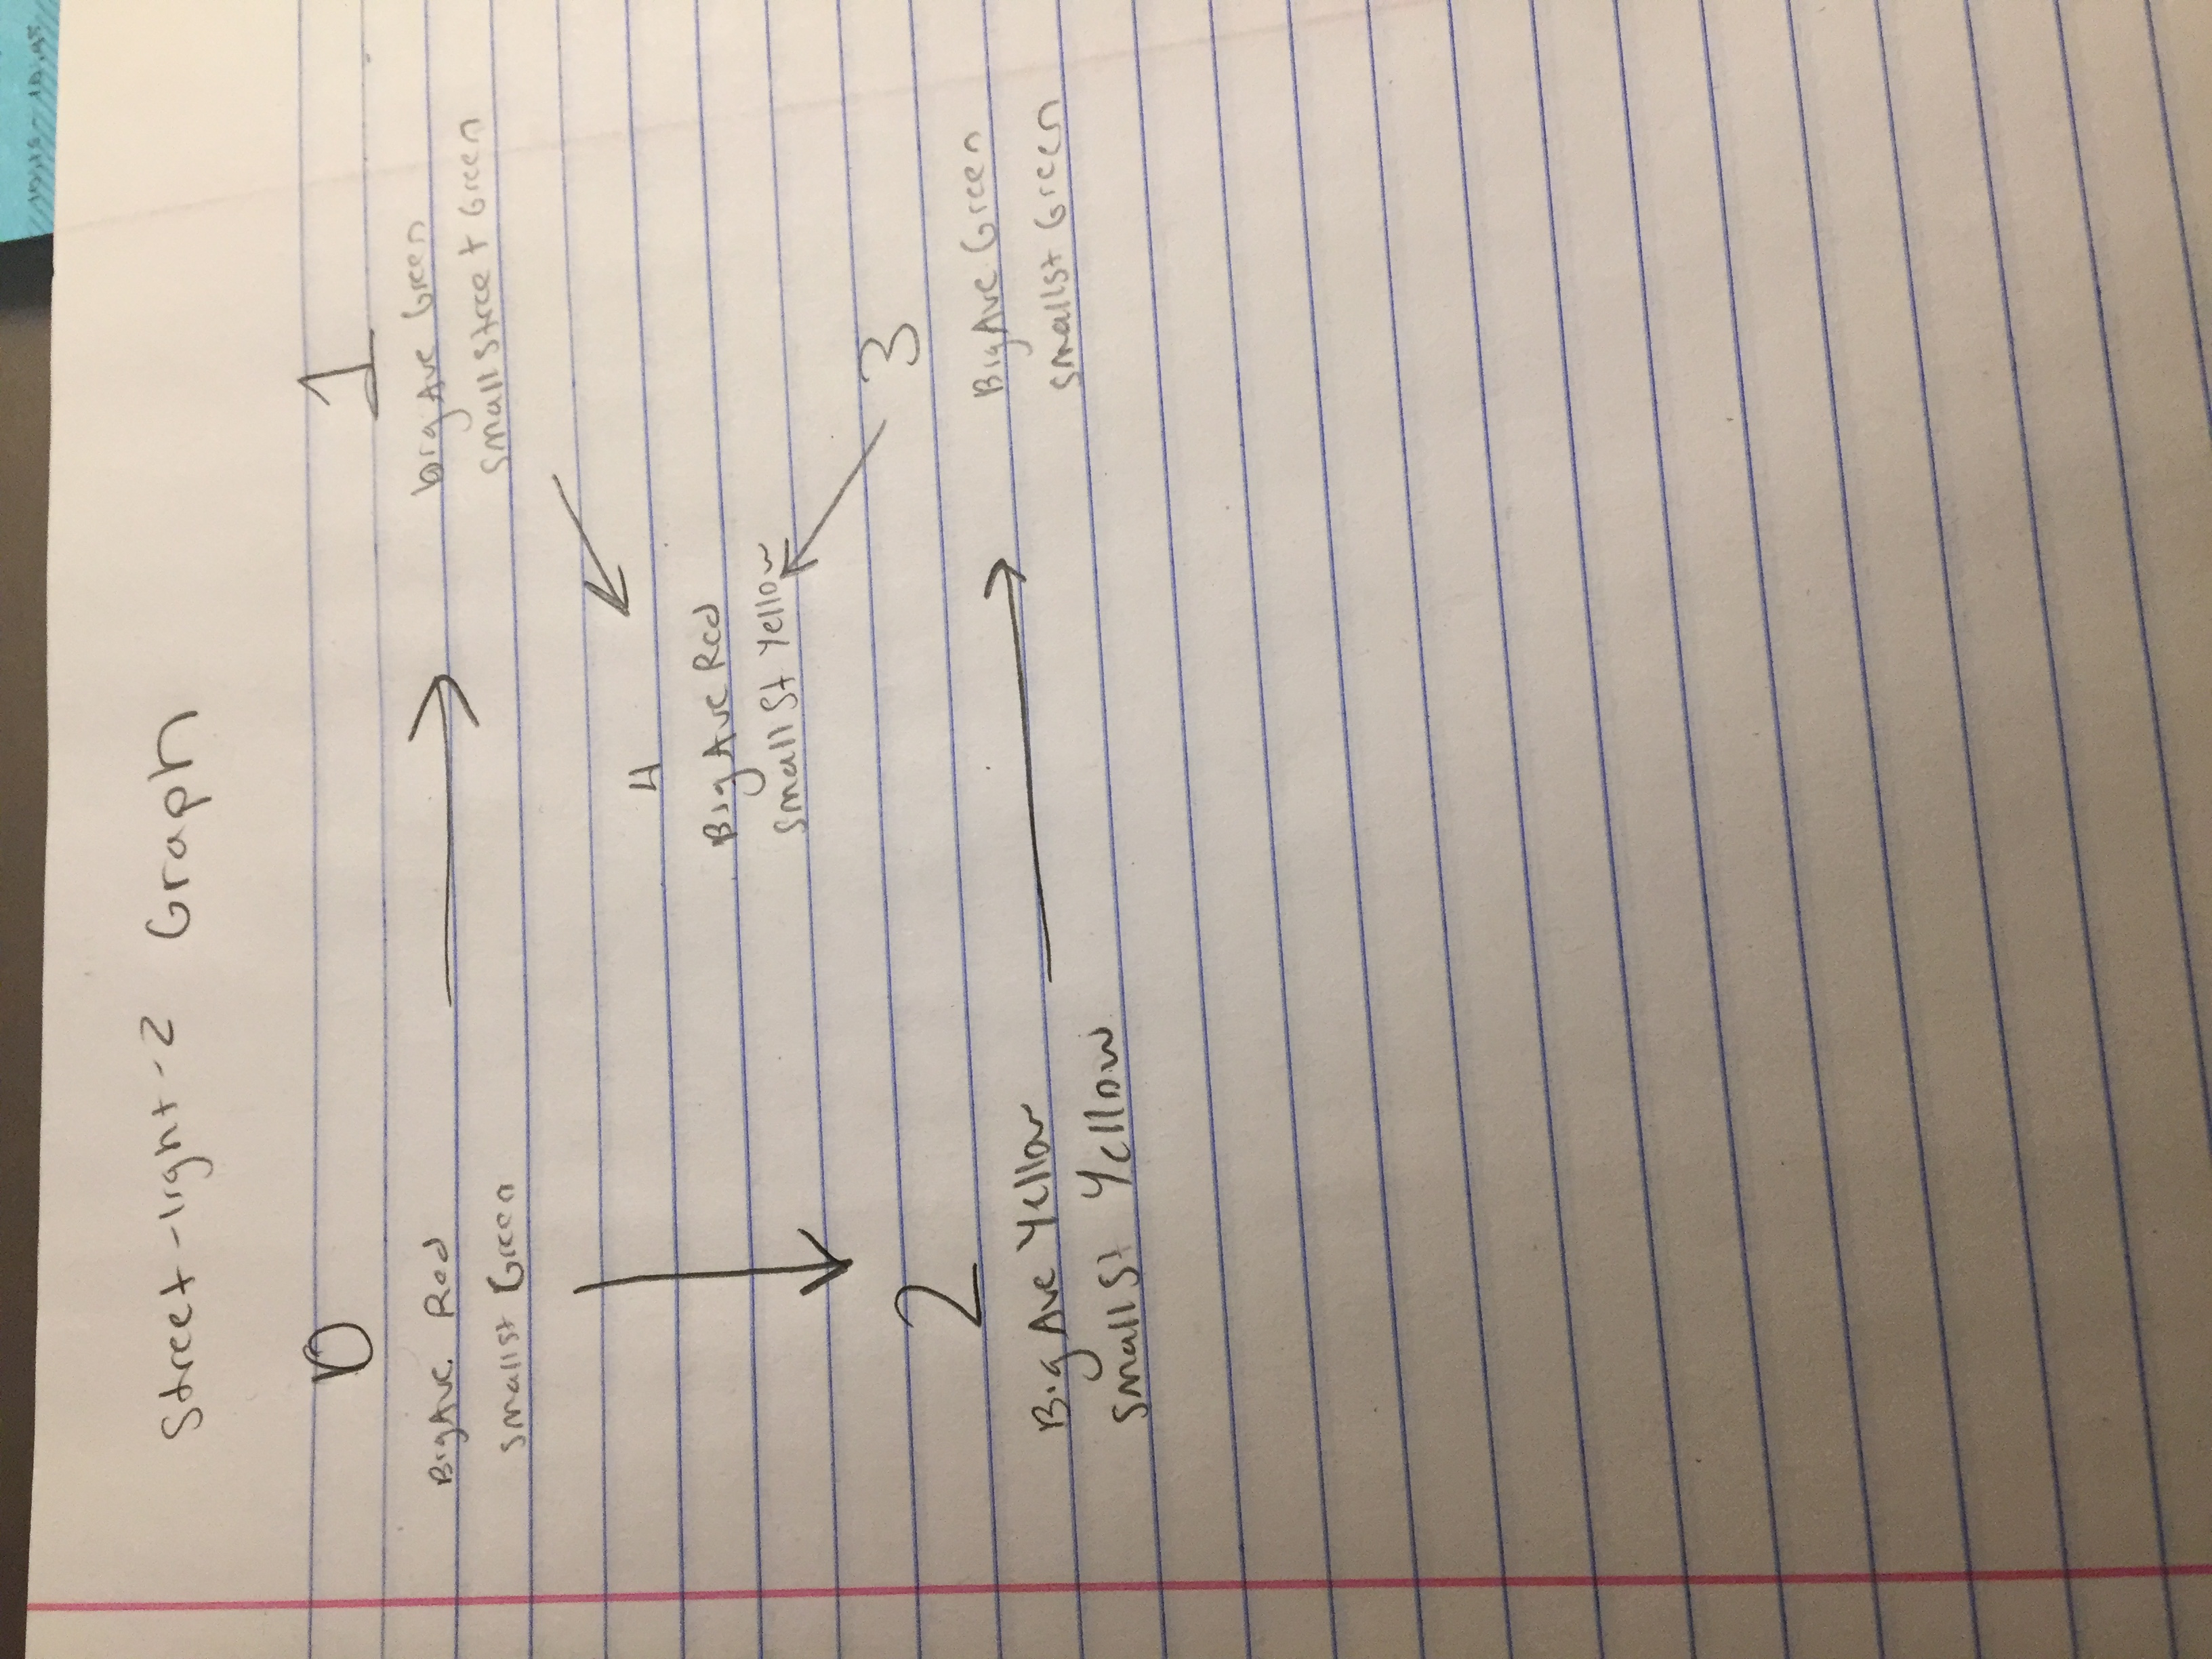 Street-light-2 Graph
0
BigAve. Red
Smallst Green
1
big Ave Green
Small Street Green
4
Big Ave Red
Small St Yellow
2
Big Ave Yellow
Small St Yellow
3
BigAve Green
Smallst Green